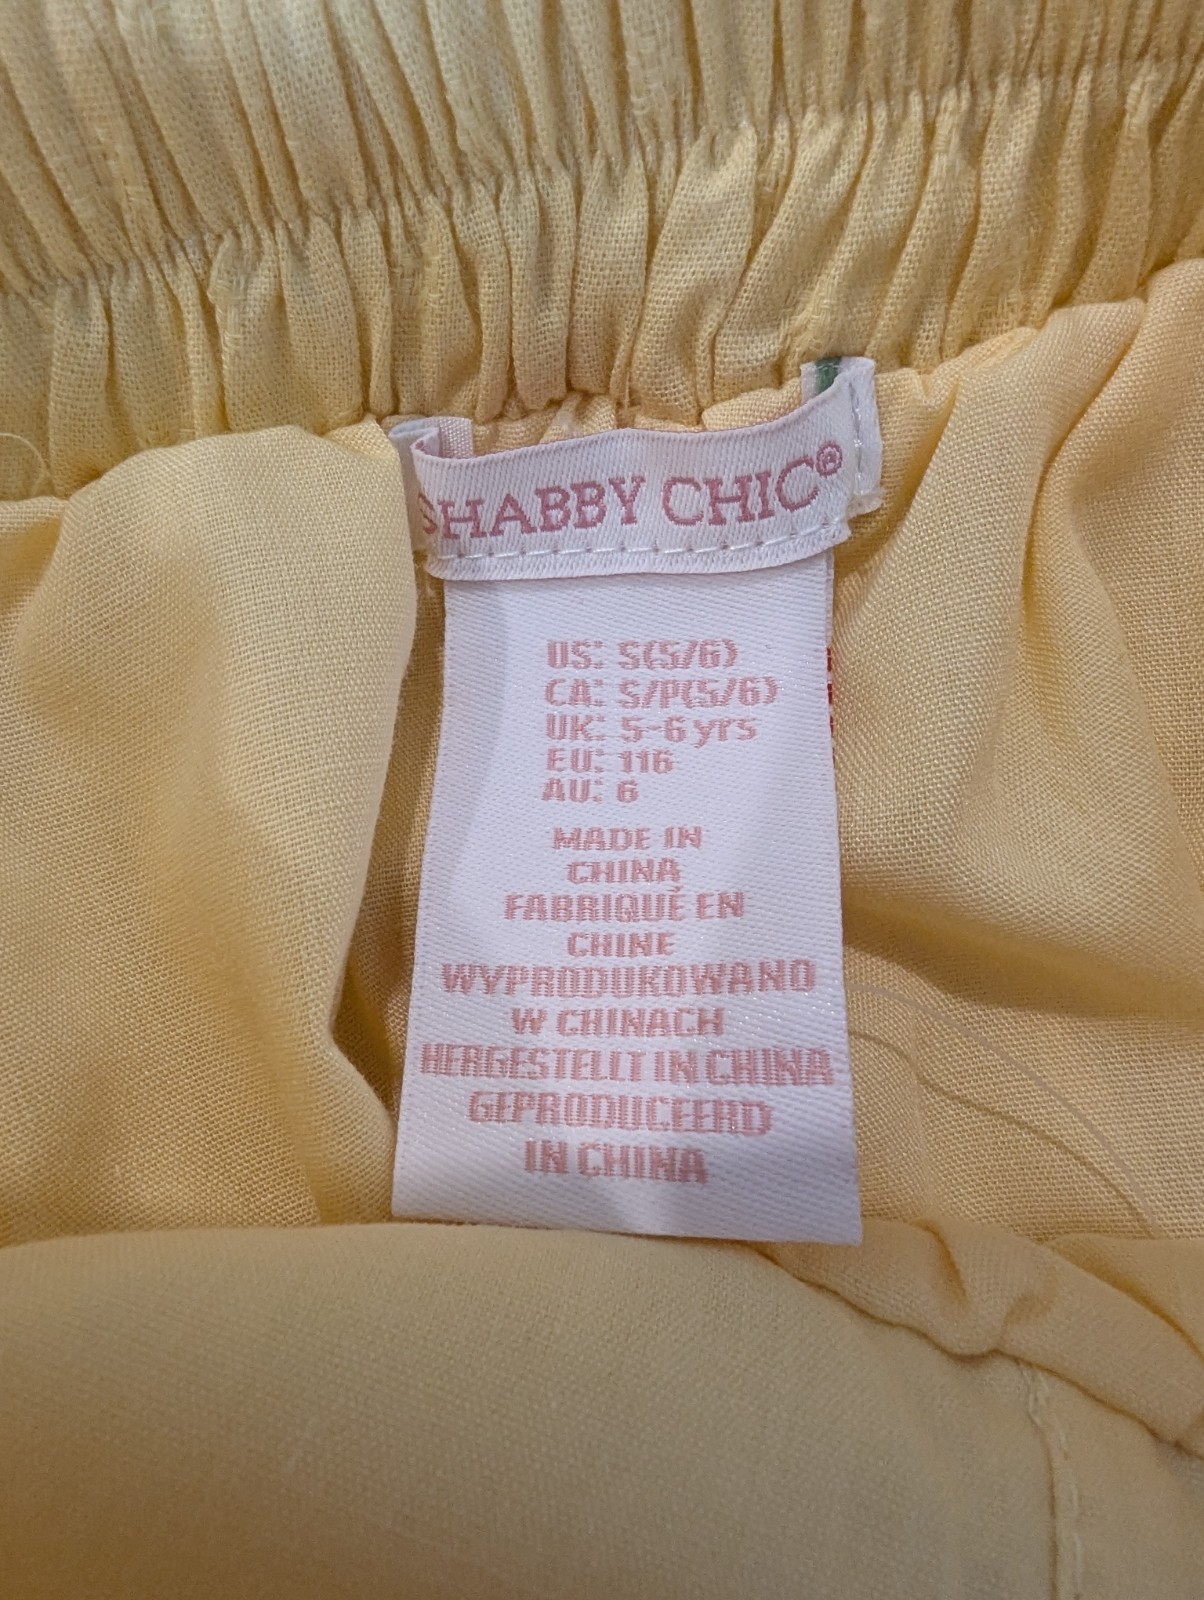 SHABBY CHIC®
US: S(5/6)
CA: S/P(5/6)
UK: 5-6 yrs
EU: 116
AU: 6
MADE IN
CHINA
FABRIQUÉ EN
CHINE
WYPRODUKOWANO
W CHINACH
HERGESTELLT IN CHINA
GEPRODUCEERD
IN CHINA